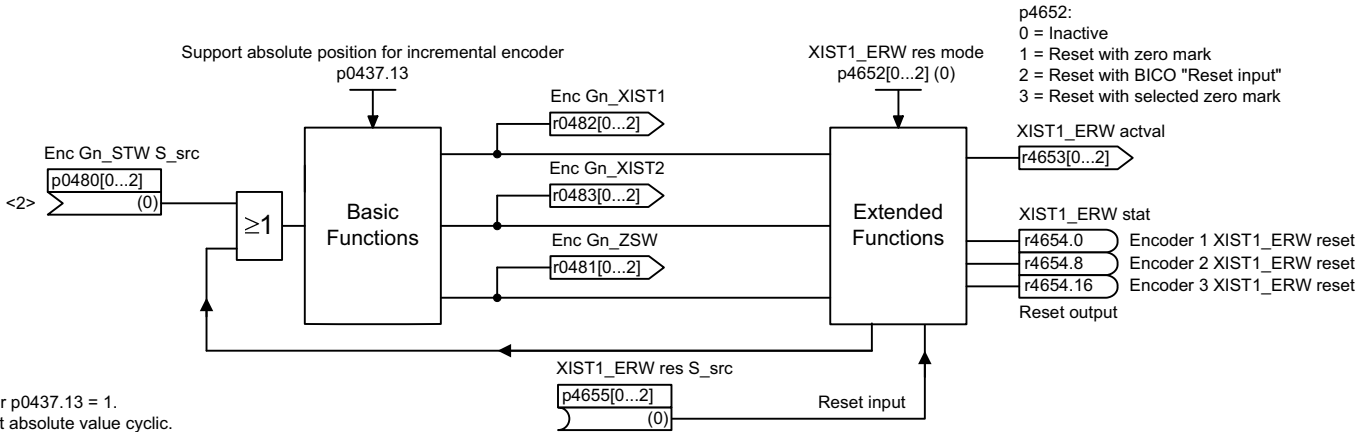 p4652:
0 = Inactive
1 = Reset with zero mark
2 = Reset with BICO "Reset input"
3 = Reset with selected zero mark
Support absolute position for incremental encoder
p0437.13
XIST1_ERW res mode
p4652[0...2] (0)
Enc Gn_XIST1
r0482[0...2]
XIST1_ERW actval
r4653[0...2]
Enc Gn_STW S_src
p0480[0...2]
<2>
(0)
≥1
Basic
Functions
Enc Gn_XIST2
r0483[0...2]
Enc Gn_ZSW
r0481[0...2]
Extended
Functions
XIST1_ERW stat
r4654.0
Encoder 1 XIST1_ERW reset
r4654.8
Encoder 2 XIST1_ERW reset
r4654.16
Encoder 3 XIST1_ERW reset
Reset output
XIST1_ERW res S_src
p4655[0...2]
(0)
Reset input
r p0437.13 = 1.
t absolute value cyclic.